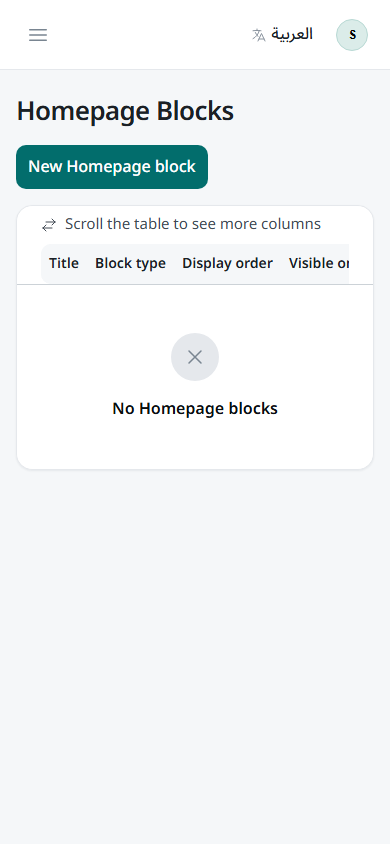 العربية
S
Homepage Blocks
New Homepage block
Scroll the table to see more columns
Title Block type Display order Visible
No Homepage blocks